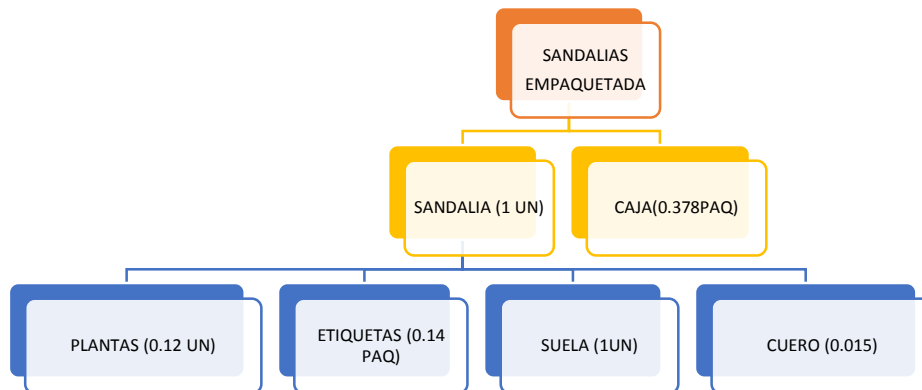 SANDALIAS
EMPAQUETADA
SANDALIA (1 UN)
CAJA(0.378PAQ)
PLANTAS (0.12 UN)
ETIQUETAS (0.14
PAQ)
SUELA (1UN)
CUERO (0.015)